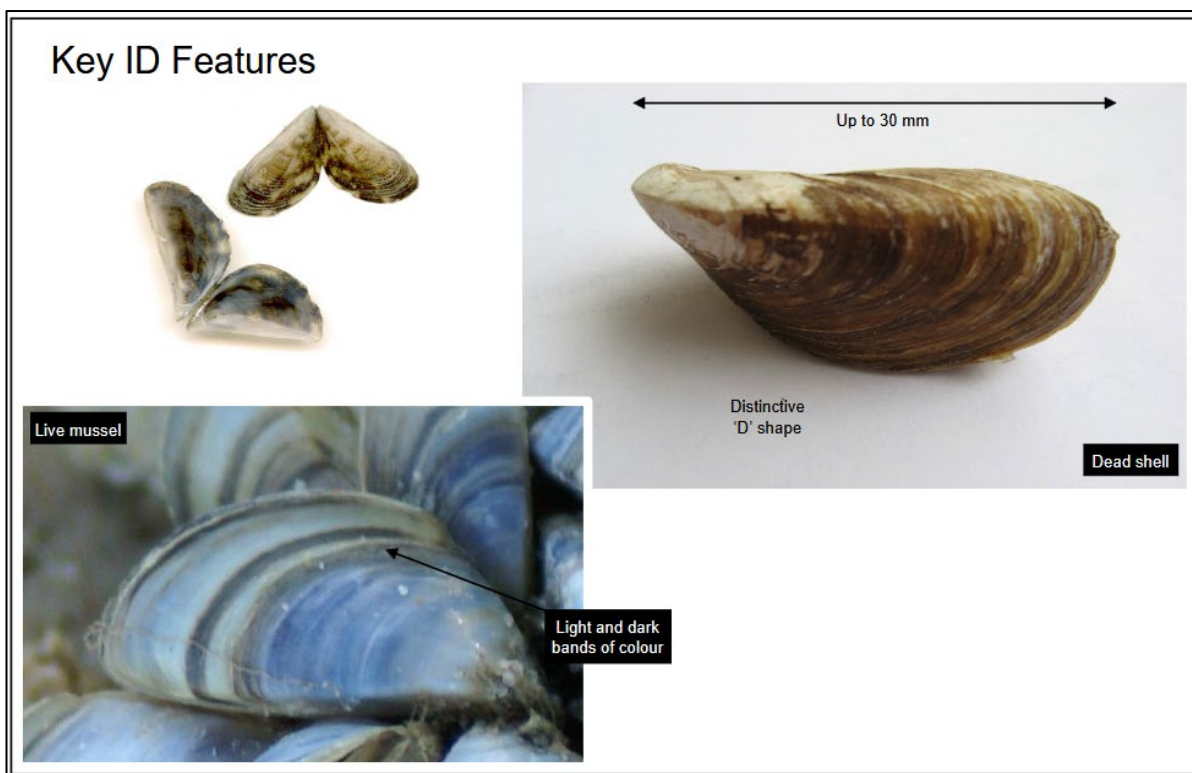 Key ID Features
Up to 30 mm
Distinctive
‘D’ shape
Dead shell
Live mussel
Light and dark
bands of colour